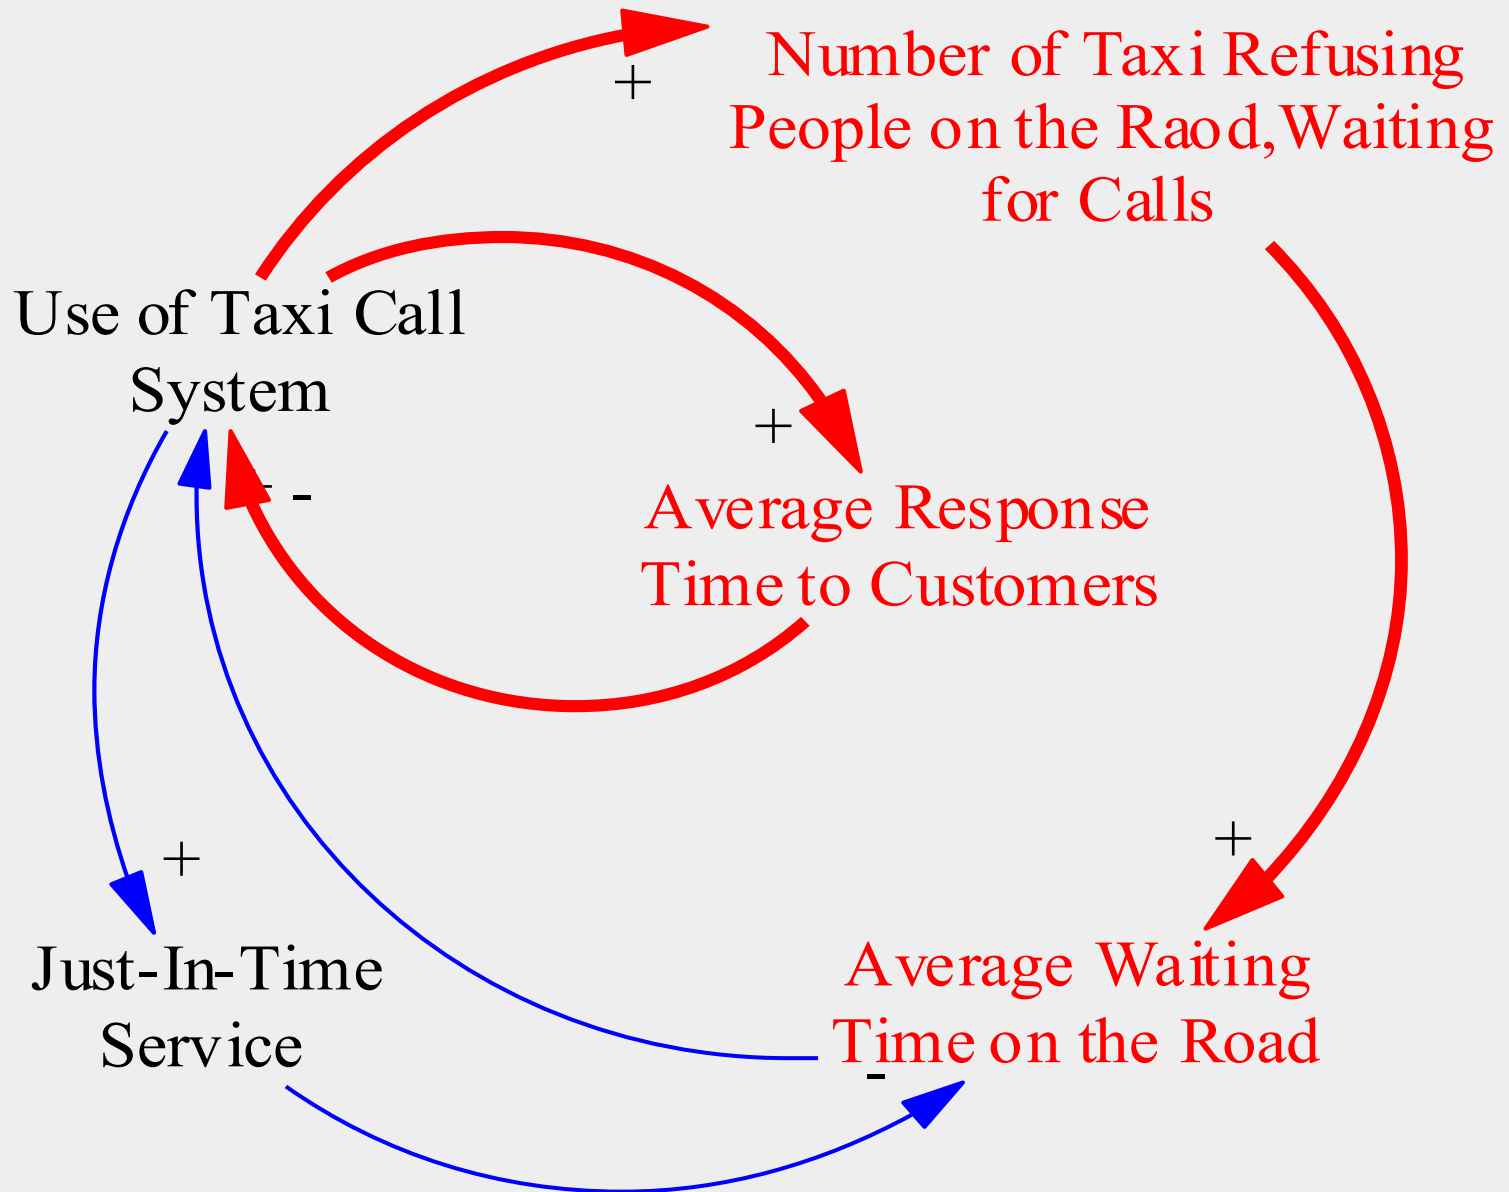 Number of Taxi Refusing
People on the Raod,Waiting
for Calls
+
Use of Taxi Call
System
+
-
Average Response
Time to Customers
+
+
Just-In-Time
Service
Average Waiting
Time on the Road
-